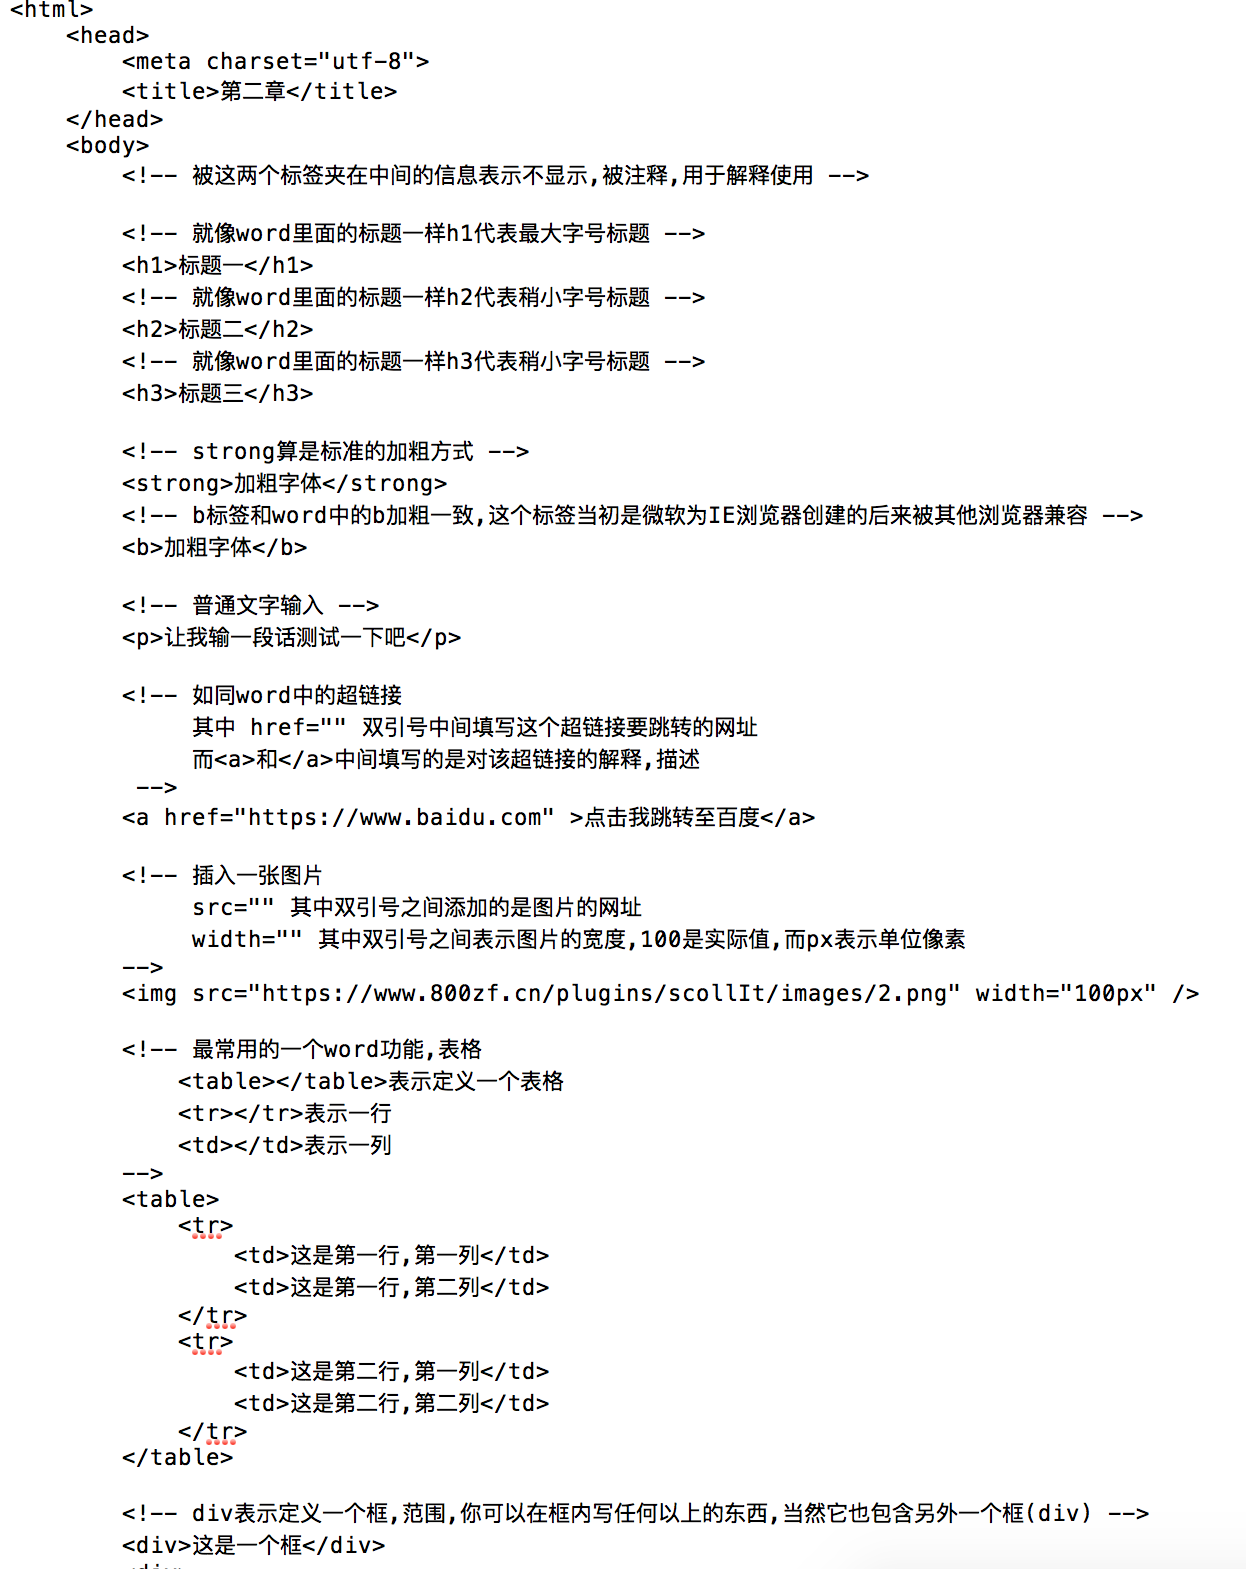 <html>
<head>
<meta charset="utf-8">
<title>第二章</title>
</head>
<body>
<!-- 被这两个标签夹在中间的信息表示不显示,被注释,用于解释使用 -->
<!-- 就像word里面的标题一样h1代表最大字号标题 -->
<h1>标题一</h1>
<!-- 就像word里面的标题一样h2代表稍小字号标题 -->
<h2>标题二</h2>
<!-- 就像word里面的标题一样h3代表稍小字号标题 -->
<h3>标题三</h3>
<!-- strong算是标准的加粗方式 -->
<strong>加粗字体</strong>
<!-- b标签和word中的b加粗一致,这个标签当初是微软为IE浏览器创建的后来被其他浏览器兼容 -->
<b>加粗字体</b>
<!-- 普通文字输入 -->
<p>让我输一段话测试一下吧</p>
<!-- 如同word中的超链接
其中 href="" 双引号中间填写这个超链接要跳转的网址
而<a>和</a>中间填写的是对该超链接的解释,描述
-->
<a href="https://www.baidu.com" >点击我跳转至百度</a>
<!-- 插入一张图片
src="" 其中双引号之间添加的是图片的网址
width="" 其中双引号之间表示图片的宽度,100是实际值,而px表示单位像素
-->
<img src="https://www.800zf.cn/plugins/scollIt/images/2.png" width="100px" />
<!-- 最常用的一个word功能,表格
<table></table>表示定义一个表格
<tr></tr>表示一行
<td></td>表示一列
-->
<table>
<tr>
<td>这是第一行,第一列</td>
<td>这是第一行,第二列</td>
</tr>
<tr>
<td>这是第二行,第一列</td>
<td>这是第二行,第二列</td>
</tr>
</table>
<!-- div表示定义一个框,范围,你可以在框内写任何以上的东西,当然它也包含另外一个框(div) -->
<div>这是一个框</div>